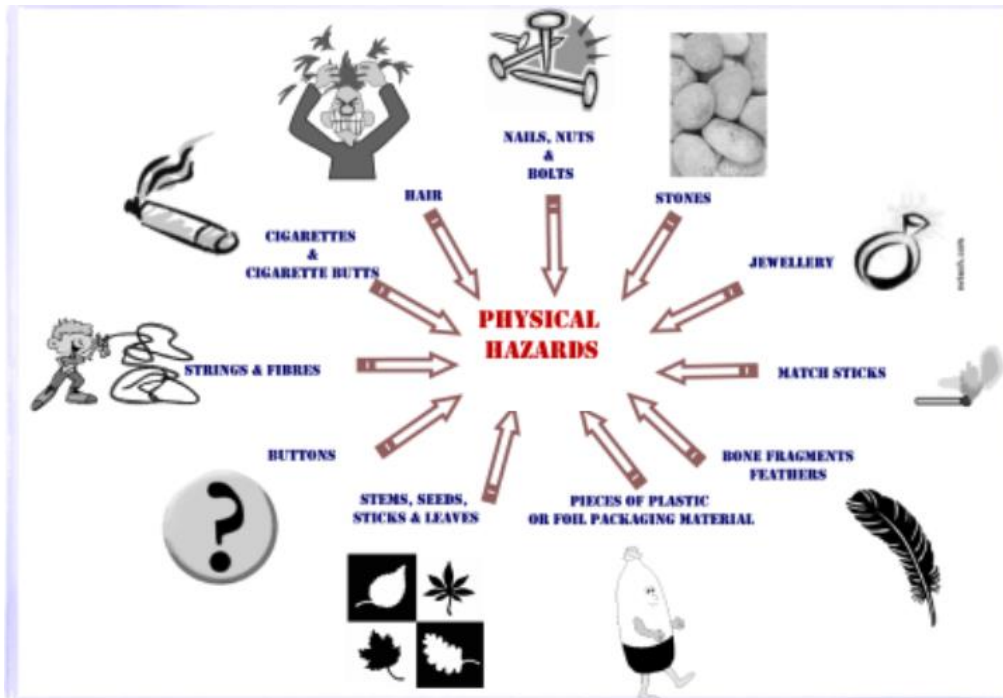 NAILS, NUTS
&
BOLTS
HAIR
STONES
CIGARETTES
&
CIGARETTE BUTTS
JEWELLERY
PHYSICAL
HAZARDS
STRINGS & FIBRES
MATCH STICKS
BUTTONS
BONE FRAGMENTS
FEATHERS
STEMS, SEEDS,
STICKS & LEAVES
PIECES OF PLASTIC
OR FOIL PACKAGING MATERIAL
?